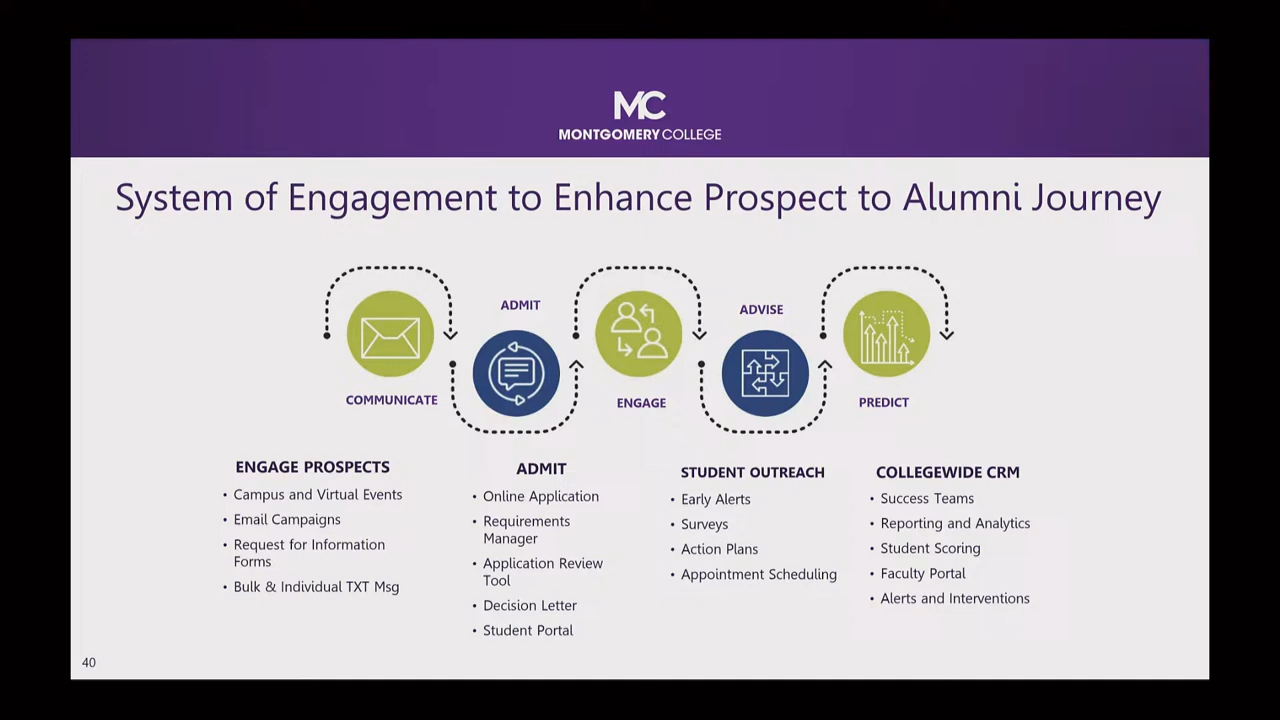 MC
MONTGOMERY COLLEGE
System of Engagement to Enhance Prospect to Alumni Journey
COMMUNICATE
ADMIT
ENGAGE
ADVISE
PREDICT
ENGAGE PROSPECTS
• Campus and Virtual Events
• Email Campaigns
• Request for Information
Forms
• Bulk & Individual TXT Msg
ADMIT
• Online Application
• Requirements
Manager
• Application Review
Tool
• Decision Letter
• Student Portal
STUDENT OUTREACH
• Early Alerts
• Surveys
• Action Plans
• Appointment Scheduling
COLLEGEWIDE CRM
• Success Teams
• Reporting and Analytics
• Student Scoring
• Faculty Portal
• Alerts and Interventions
40